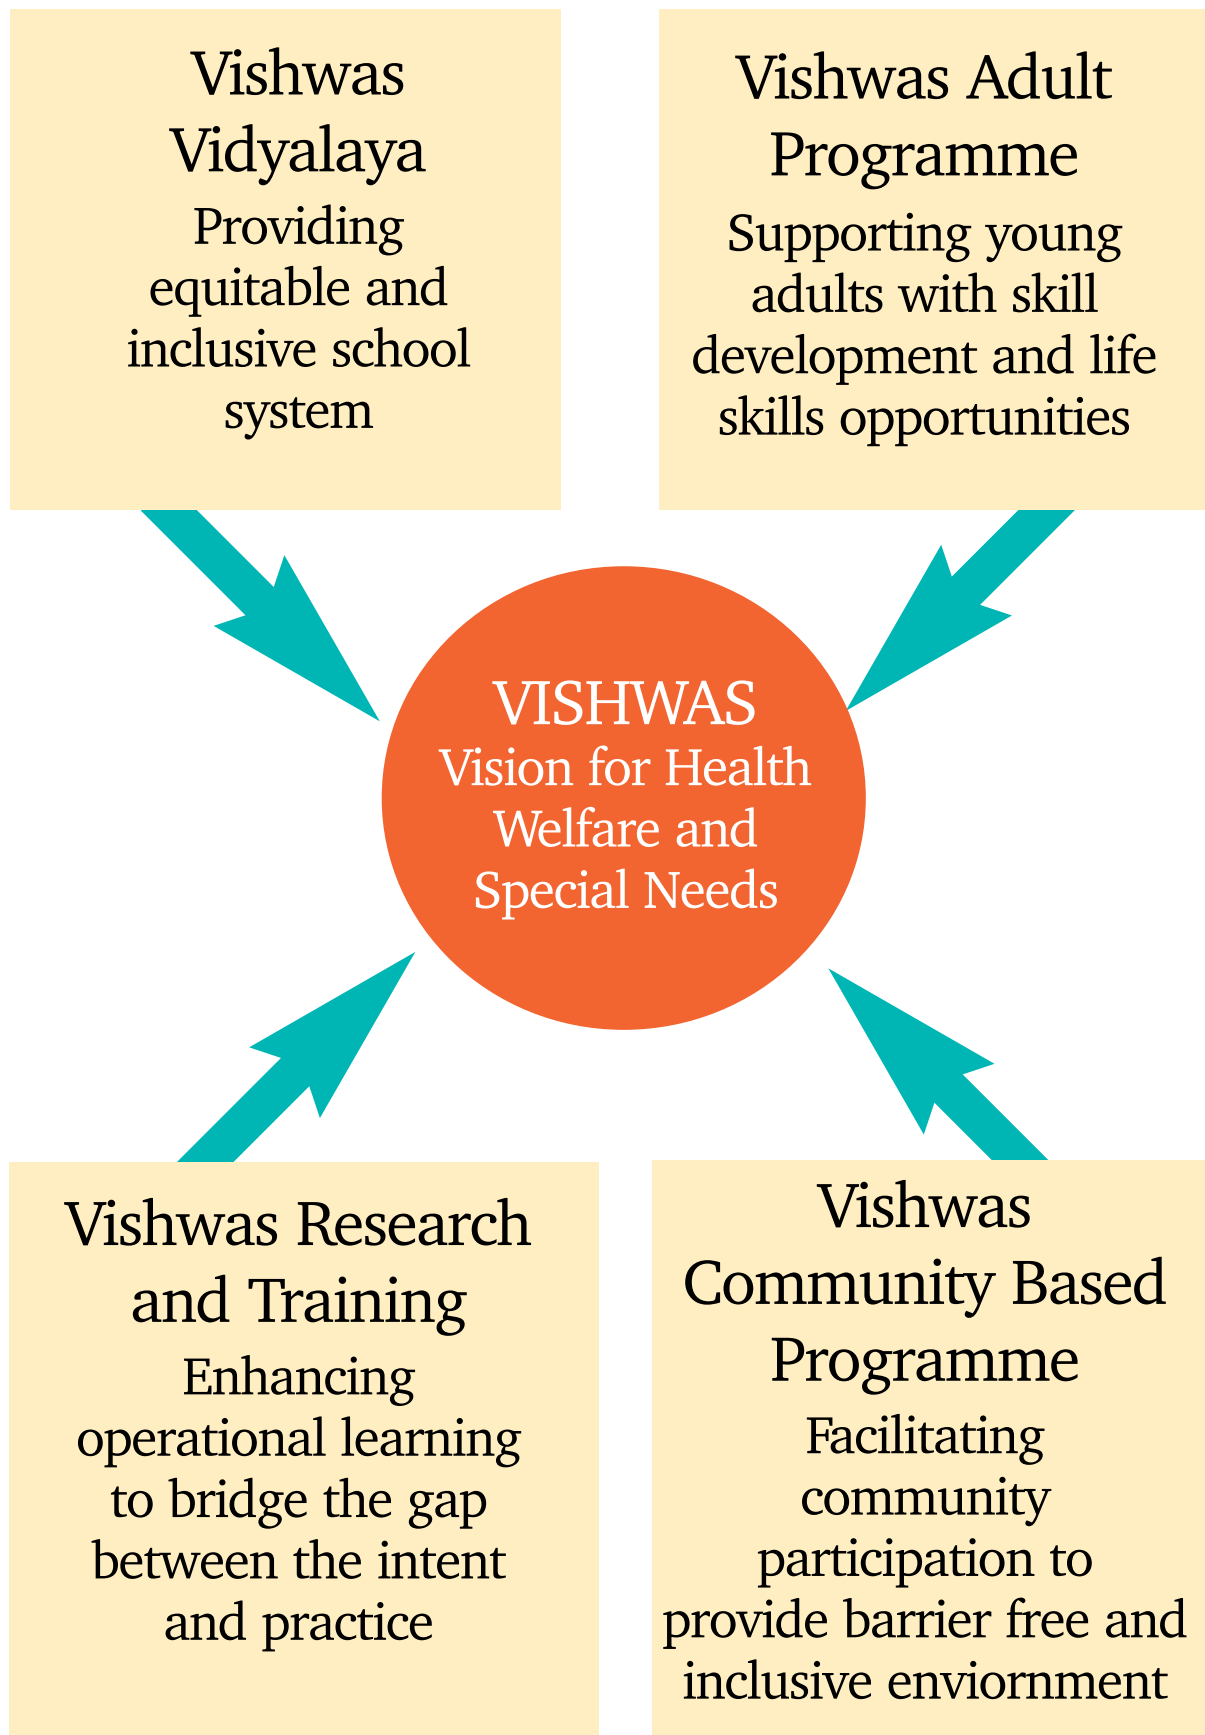 Vishwas
Vidyalaya
Providing
equitable and
inclusive school
system
Vishwas Adult
Programme
Supporting young
adults with skill
development and life
skills opportunities
VISHWAS
Vision for Health
Welfare and
Special Needs
Vishwas Research
and Training
Enhancing
operational learning
to bridge the gap
between the intent
and practice
Vishwas
Community Based
Programme
Facilitating
community
participation to
provide barrier free and
inclusive enviornment